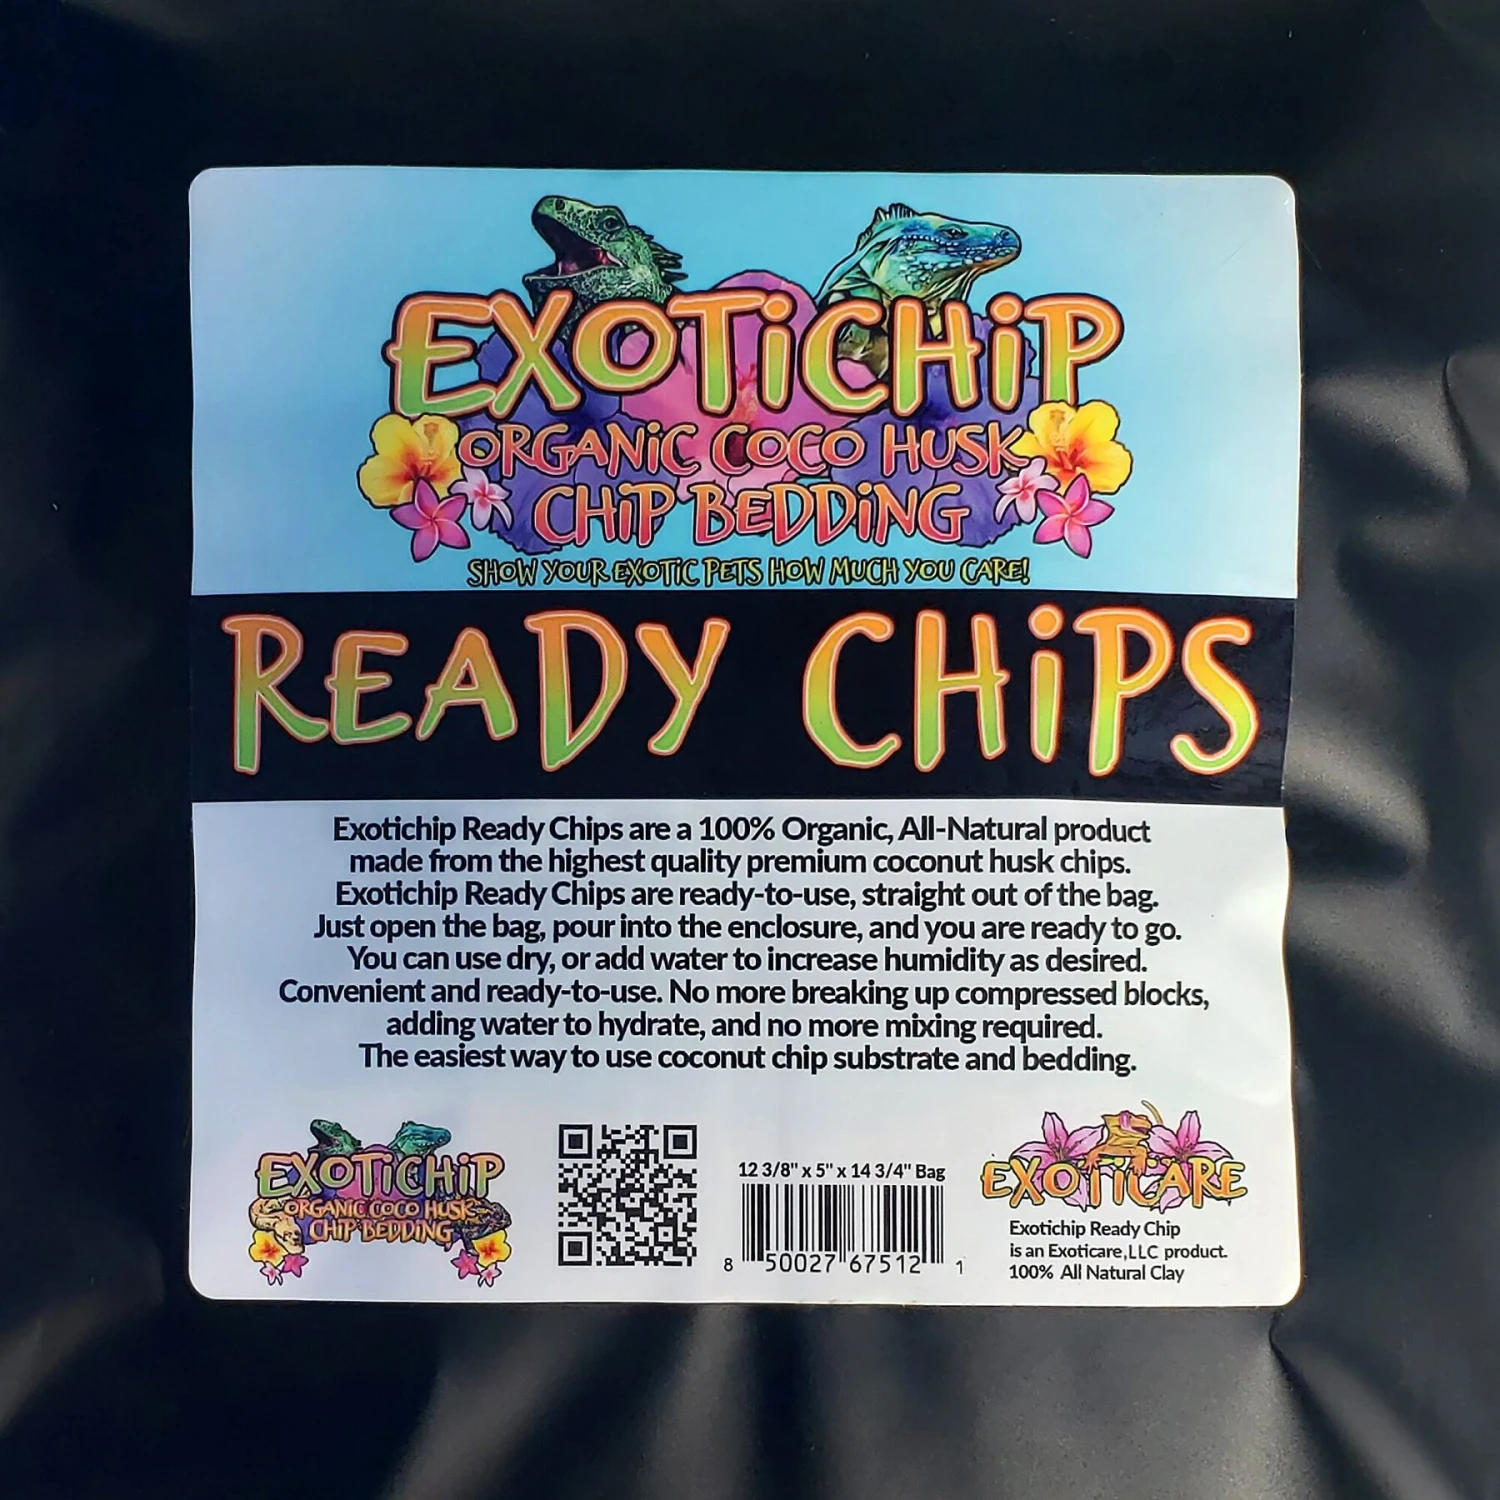 EXOTiCHiP
ORGANiC COCO HUSK
CHiP BEDDiNG
SHOW YOUR EXOTiC PETS HOW MUCH YOU CARE!
READY CHiPS
Exotichip Ready Chips are a 100% Organic, All-Natural product
made from the highest quality premium coconut husk chips.
Exotichip Ready Chips are ready-to-use, straight out of the bag.
Just open the bag, pour into the enclosure, and you are ready to go.
You can use dry, or add water to increase humidity as desired.
Convenient and ready-to-use. No more breaking up compressed blocks,
adding water to hydrate, and no more mixing required.
The easiest way to use coconut chip substrate and bedding.
EXOTiCHiP
ORGANiC COCO HUSK
CHiP BEDDiNG
12 3/8" x 5" x 14 3/4" Bag
8 50027 67512 1
EXOTiCARE
Exotichip Ready Chip
is an Exoticare,LLC product.
100% All Natural Clay